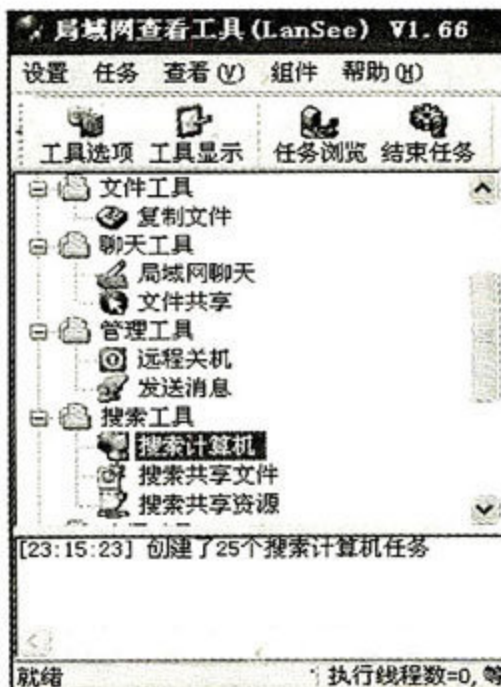 局域网查看工具(LanSee) V1.66
设置 任务 查看(V) 组件 帮助(H)
工具选项 工具显示 任务浏览 结束任务
文件工具
复制文件
聊天工具
局域网聊天
文件共享
管理工具
远程关机
发送消息
搜索工具
搜索计算机
搜索共享文件
搜索共享资源
[23:15:23] 创建了25个搜索计算机任务
就绪 执行线程数=0,